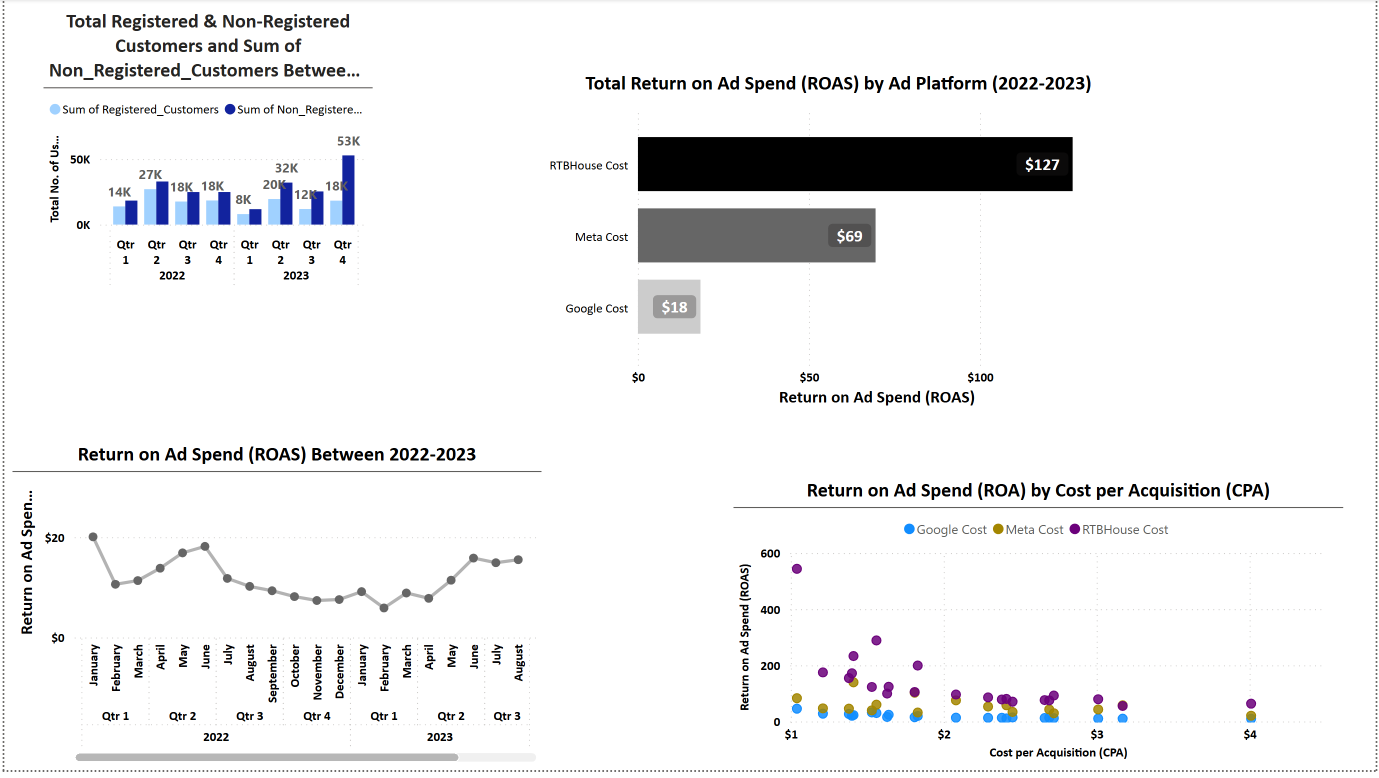 Total Registered & Non-Registered
Customers and Sum of
Non_Registered_Customers Betwee...
Sum of Registered_Customers Sum of Non_Registere...
Total No. of Us...
50K
0K
14K
27K
18K
18K
8K
20K
32K
12K
18K
53K
Qtr 1 Qtr 2 Qtr 3 Qtr 4 Qtr 1 Qtr 2 Qtr 3 Qtr 4
2022 2023
Total Return on Ad Spend (ROAS) by Ad Platform (2022-2023)
RTBHouse Cost $127
Meta Cost $69
Google Cost $18
$0 $50 $100
Return on Ad Spend (ROAS)
Return on Ad Spend (ROAS) Between 2022-2023
Return on Ad Spen...
$20
$0
January February March April May June July August September October November December January February March April May June July August
Qtr 1 Qtr 2 Qtr 3 Qtr 4 Qtr 1 Qtr 2 Qtr 3
2022 2023
Return on Ad Spend (ROA) by Cost per Acquisition (CPA)
Google Cost Meta Cost RTBHouse Cost
Return on Ad Spend (ROAS)
600
400
200
0
$1 $2 $3 $4
Cost per Acquisition (CPA)